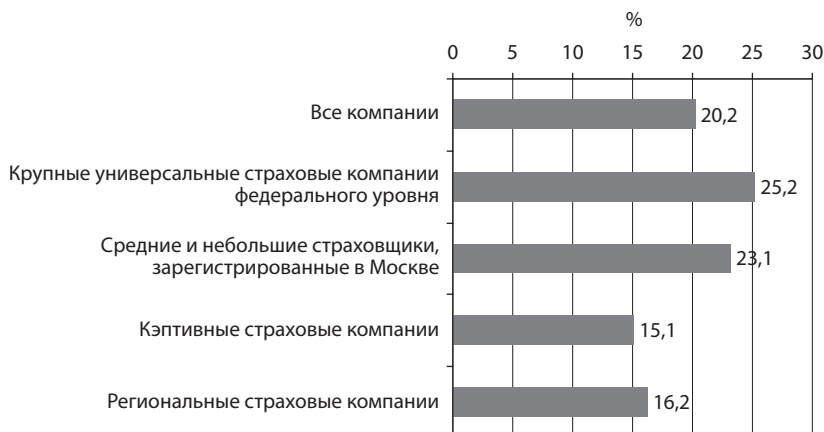 %
0 5 10 15 20 25 30
Все компании
20,2
Крупные универсальные страховые компании
федерального уровня
25,2
Средние и небольшие страховщики,
зарегистрированные в Москве
23,1
Кэптивные страховые компании
15,1
Региональные страховые компании
16,2